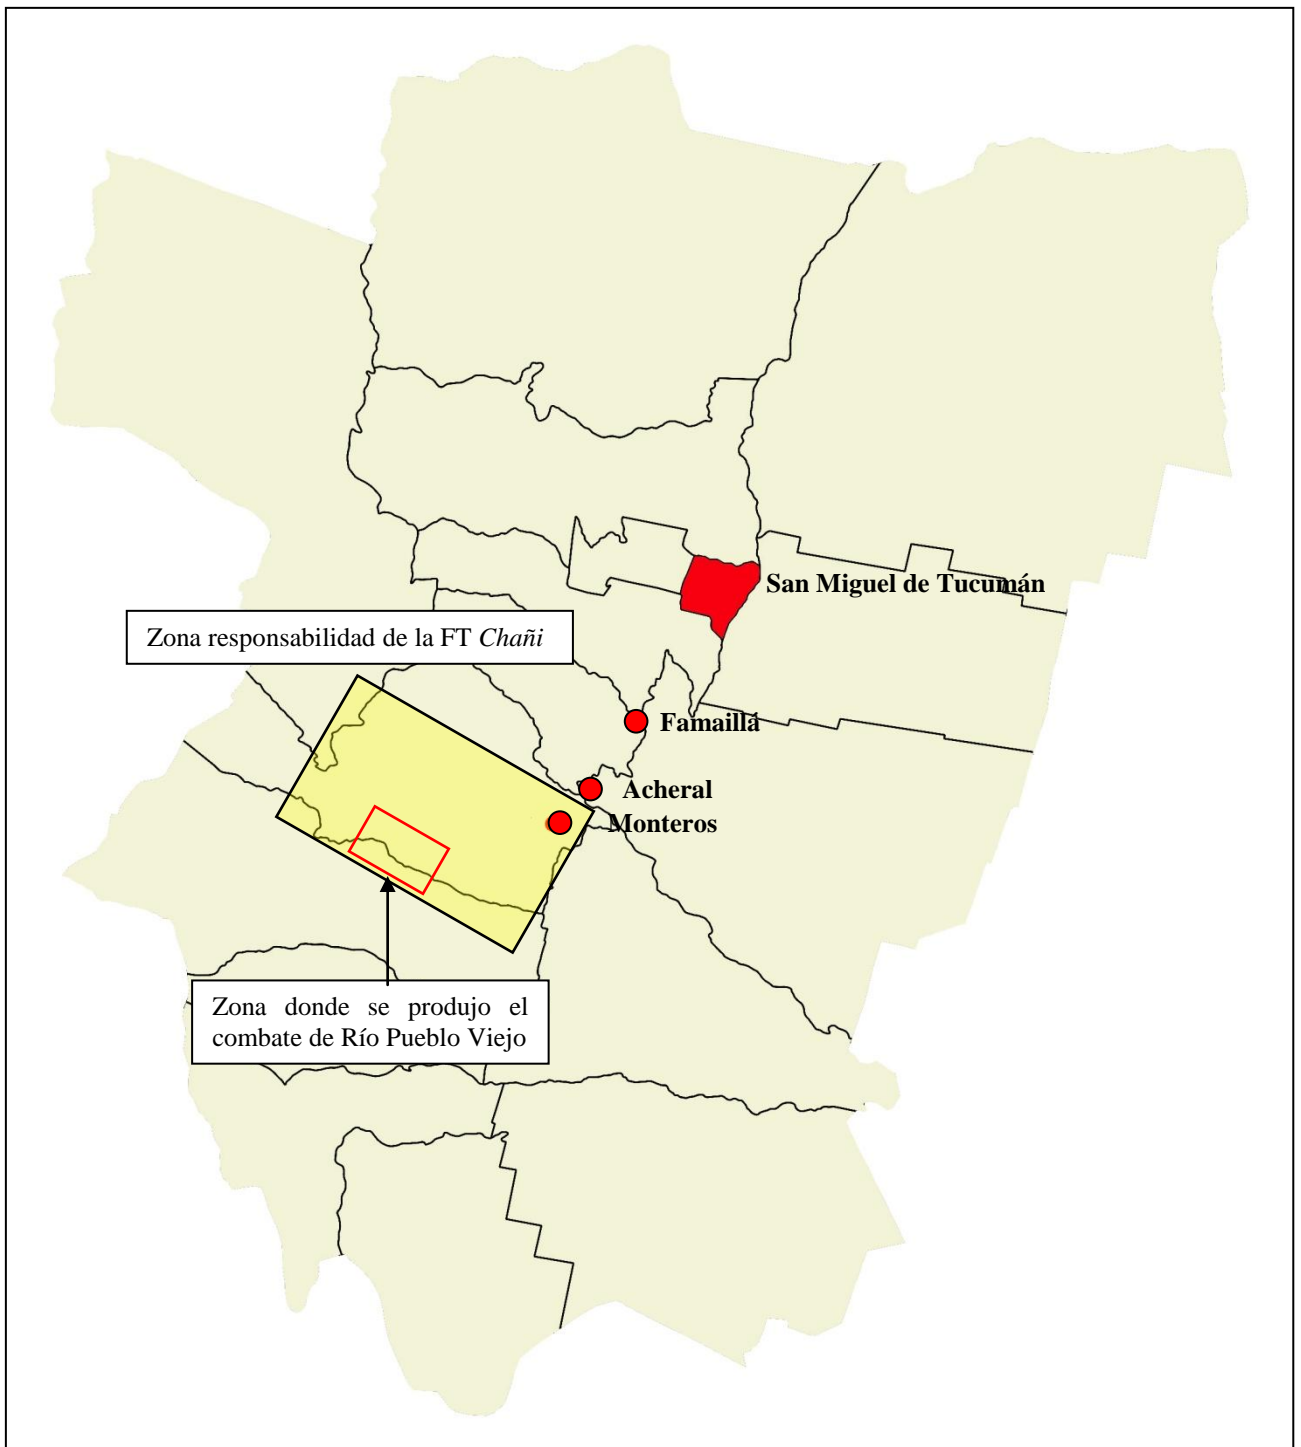 San Miguel de Tucumán
Zona responsabilidad de la FT Chañi
Famaillá
Acheral
Monteros
Zona donde se produjo el
combate de Río Pueblo Viejo